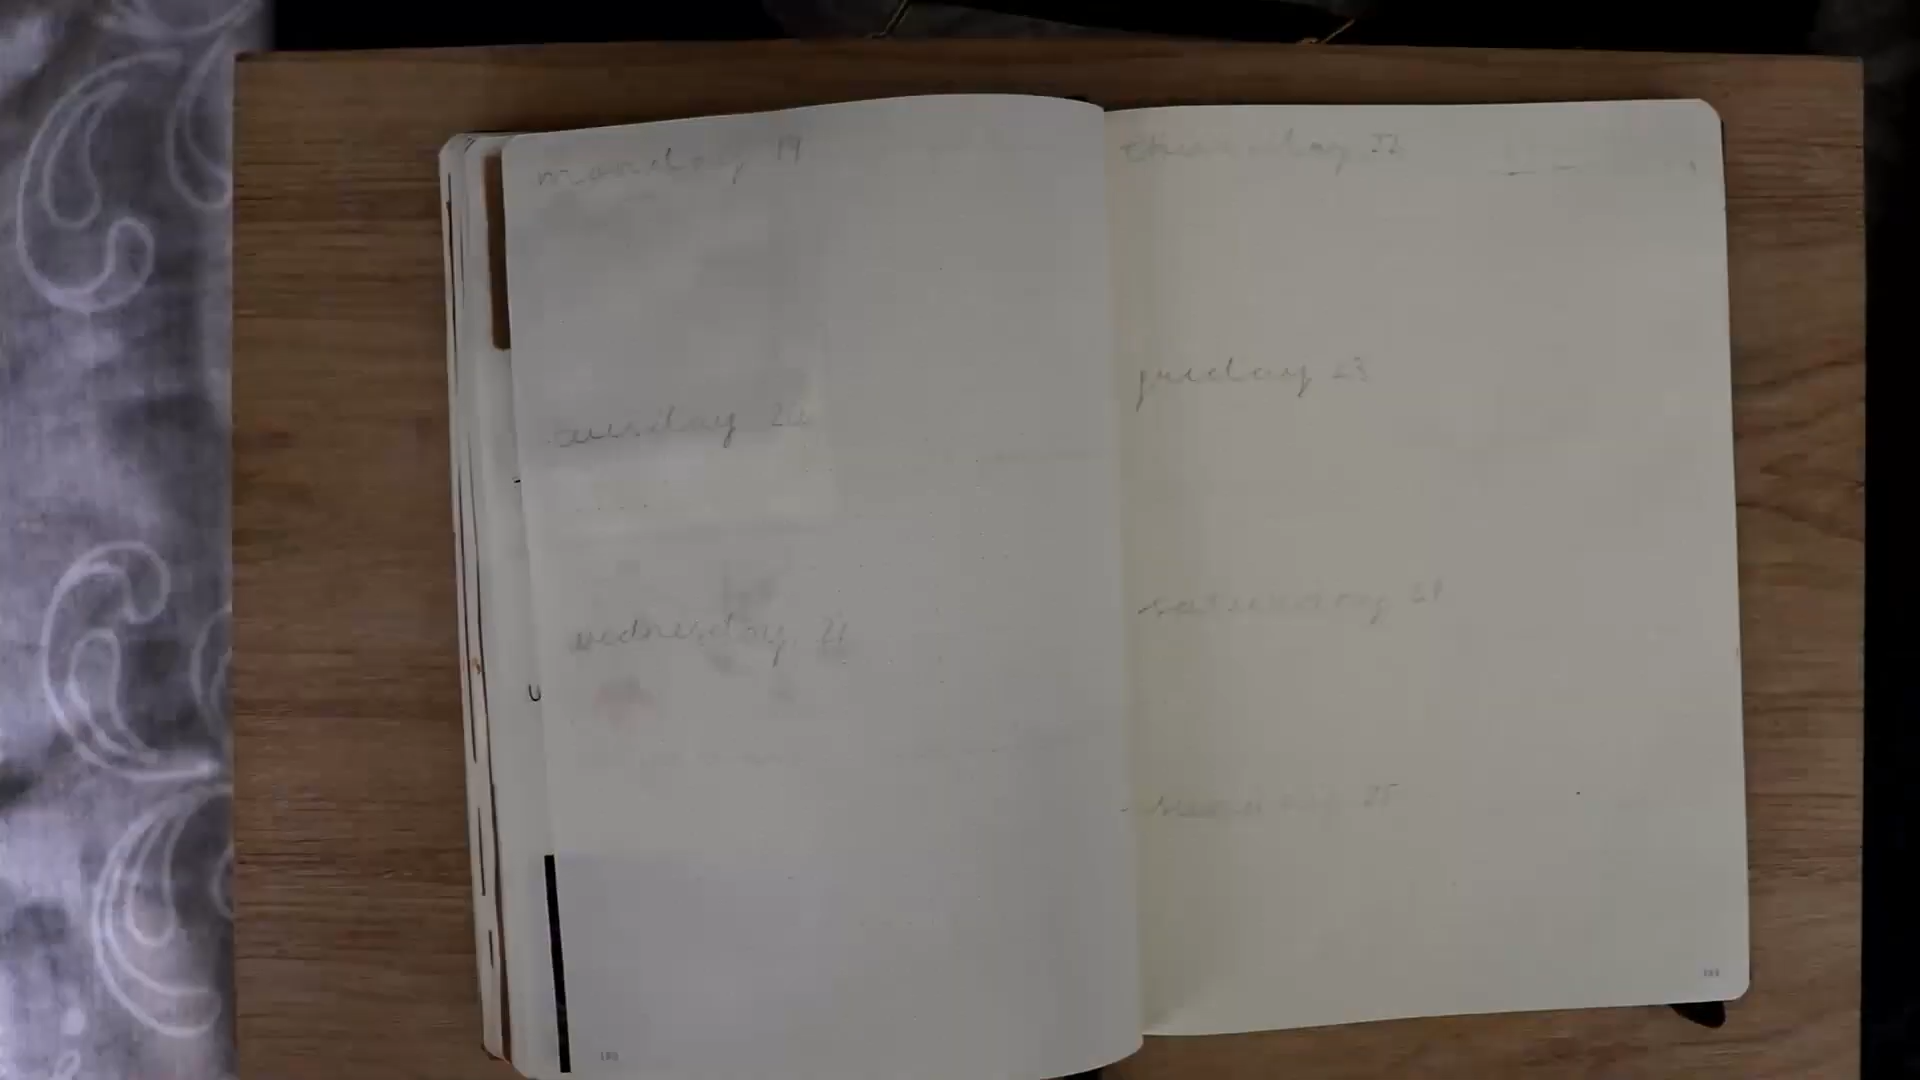 monday 19
tuesday 20
wednesday 21
thursday 22
friday 23
saturday 24
sunday 25